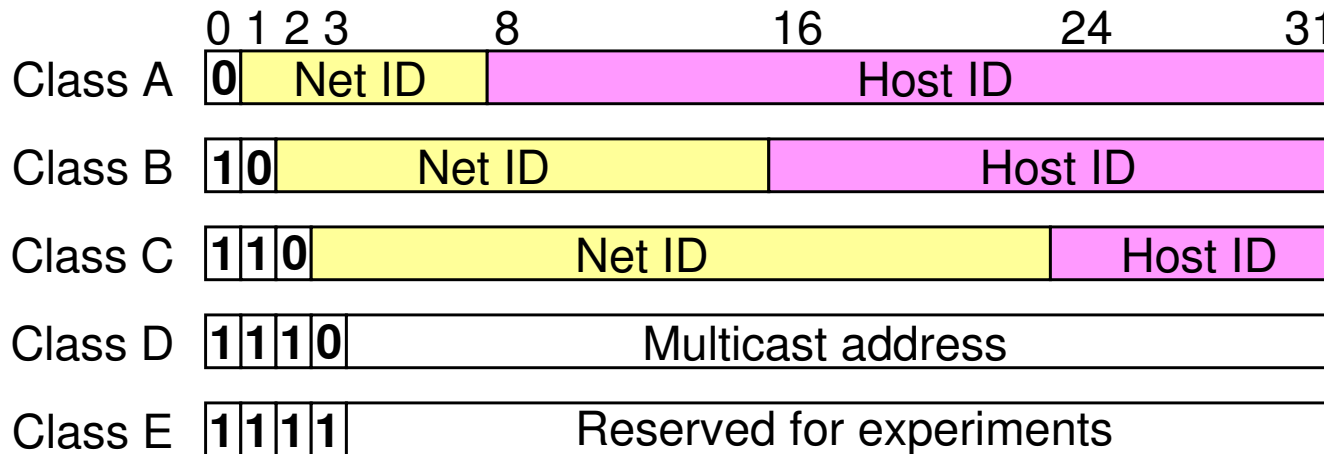 0 1 2 3 8 16 24 31
Class A 0 Net ID Host ID
Class B 1 0 Net ID Host ID
Class C 1 1 0 Net ID Host ID
Class D 1 1 1 0 Multicast address
Class E 1 1 1 1 Reserved for experiments